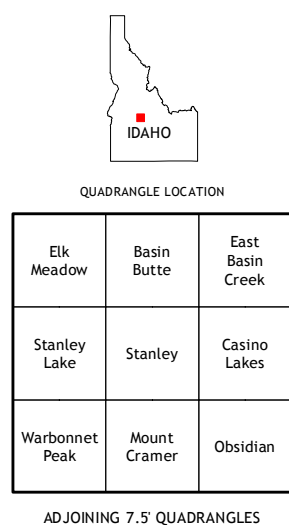 IDAHO
QUADRANGLE LOCATION
Elk
Meadow
Basin
Butte
East
Basin
Creek
Stanley
Lake
Stanley
Casino
Lakes
Warbonnet
Peak
Mount
Cramer
Obsidian
ADJOINING 7.5' QUADRANGLES